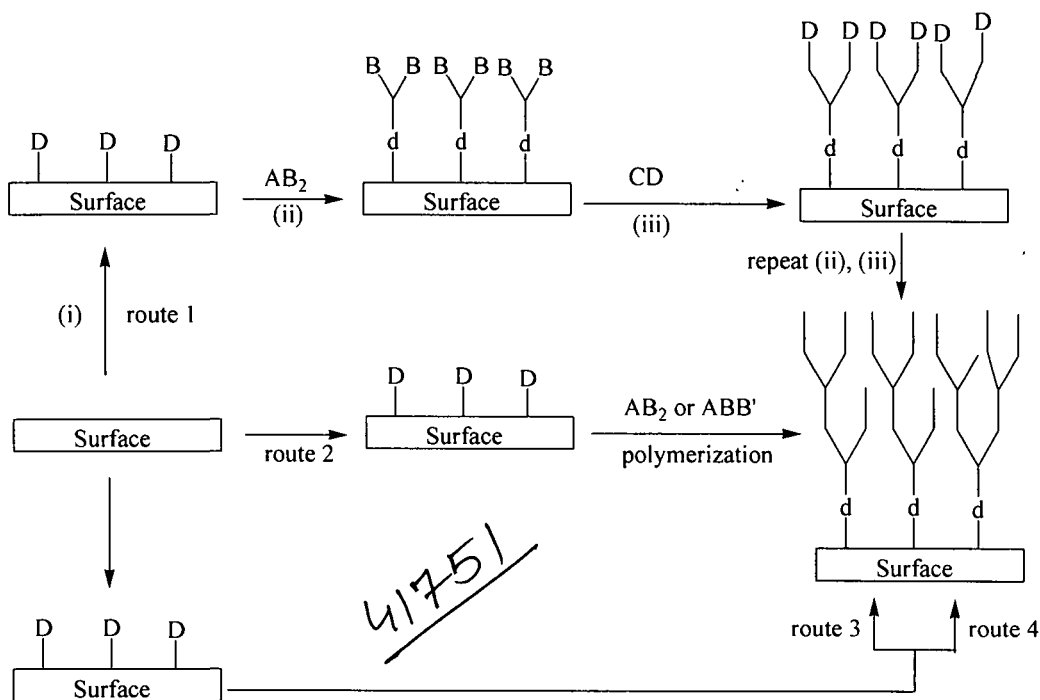 D D D
Surface
AB₂
(ii)
B B B B B B
d d d
Surface
CD
(iii)
D D D D D D
d d d
Surface
(i)
route 1
repeat (ii), (iii)
Surface
route 2
D D D
Surface
AB₂ or ABB'
polymerization
d d d
Surface
41751
D D D
Surface
route 3
route 4